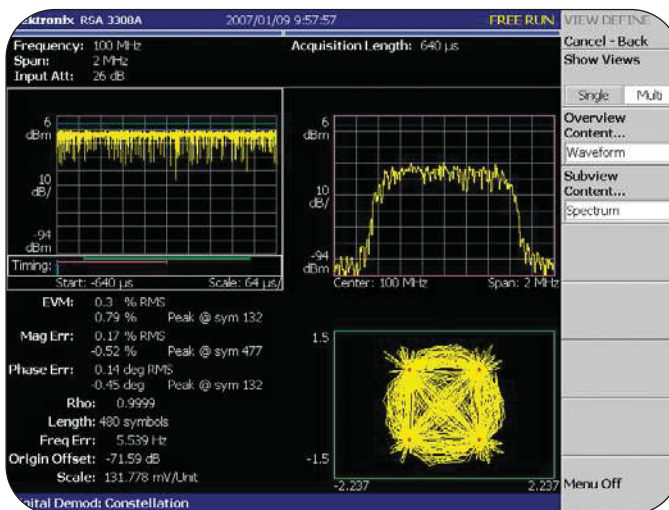 ektronix RSA 3308A 2007/01/09 9:57:57 FREE RUN VIEW DEFINE
Frequency: 100 MHz Acquisition Length: 640 µs
Span: 2 MHz
Input Att: 26 dB
Cancel - Back
Show Views
Single Multi
Overview
Content...
Waveform
Subview
Content...
Spectrum
Menu Off
6
dBm
10
dB/
-94
dBm
Timing:
Start: -640 µs Scale: 64 µs/
6
dBm
10
dB/
-94
dBm
Center: 100 MHz Span: 2 MHz
EVM: 0.3 % RMS
0.79 % Peak @ sym 132
Mag Err: 0.17 % RMS
-0.52 % Peak @ sym 477
Phase Err: 0.14 deg RMS
-0.45 deg Peak @ sym 132
Rho: 0.9999
Length: 480 symbols
Freq Err: 5.539 Hz
Origin Offset: -71.59 dB
Scale: 131.778 mV/Unit
1.5
-1.5
-2.237 2.237
igital Demod: Constellation